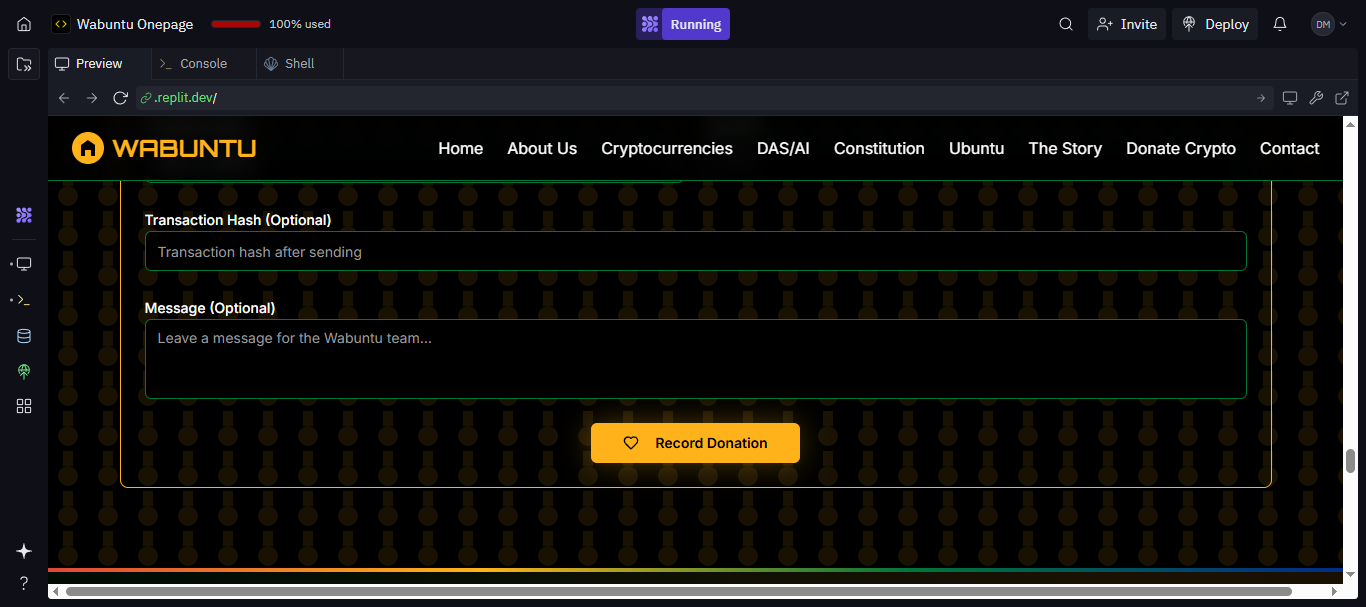 Wabuntu Onepage 100% used Running Invite Deploy DM
Preview Console Shell
.replit.dev/
WABUNTU Home About Us Cryptocurrencies DAS/AI Constitution Ubuntu The Story Donate Crypto Contact
Transaction Hash (Optional)
Transaction hash after sending
Message (Optional)
Leave a message for the Wabuntu team...
Record Donation
?